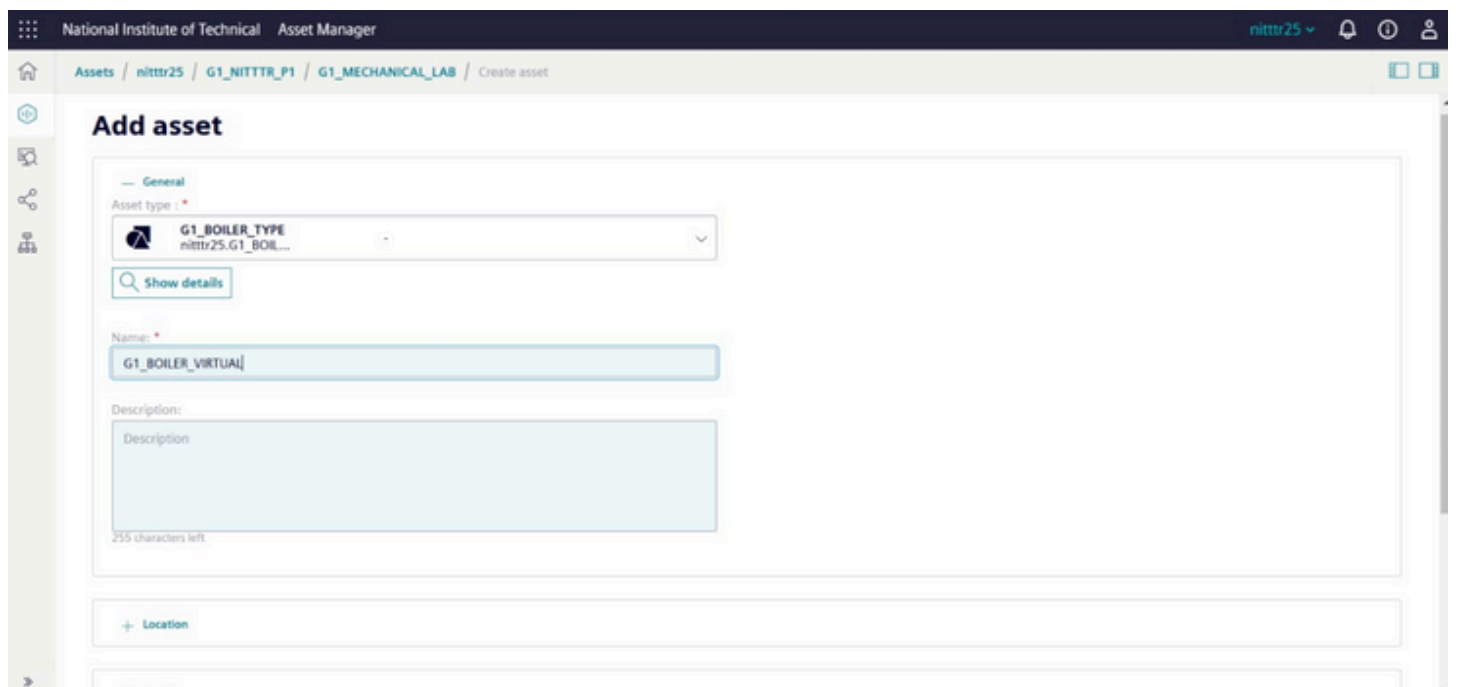 National Institute of Technical Asset Manager nitttr25
Assets / nitttr25 / G1_NITTTR_P1 / G1_MECHANICAL_LAB / Create asset
Add asset
— General
Asset type : *
G1_BOILER_TYPE
nitttr25.G1_BOIL... -
Show details
Name: *
G1_BOILER_VIRTUAL
Description:
Description
255 characters left
+ Location